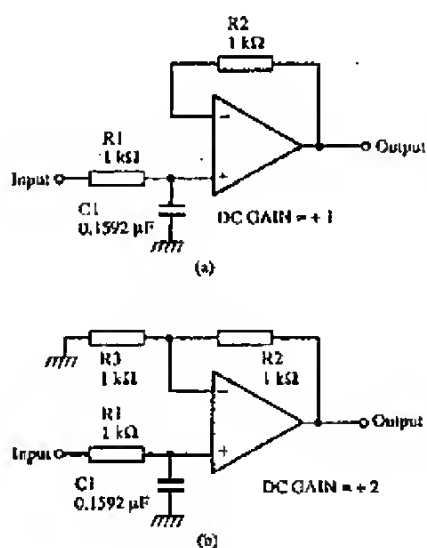 R2
1 kΩ
−
R1
1 kΩ
Input
+
Output
C1
0.1592 µF
DC GAIN = + 1
(a)
R3
1 kΩ
R2
1 kΩ
−
R1
1 kΩ
Input
+
Output
C1
0.1592 µF
DC GAIN = + 2
(b)